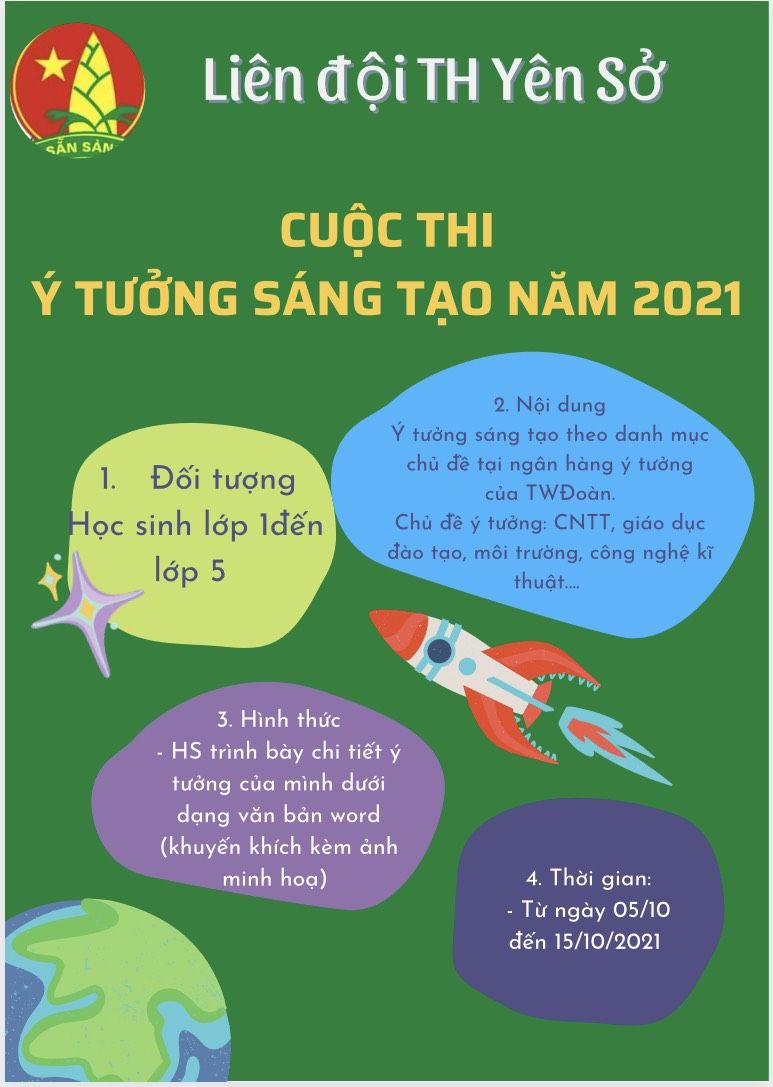 Liên đội TH Yên Sở
SẴN SÀN
CUỘC THI
Ý TƯỞNG SÁNG TẠO NĂM 2021
1. Đối tượng
Học sinh lớp 1đến
lớp 5
2. Nội dung
Ý tưởng sáng tạo theo danh mục
chủ đề tại ngân hàng ý tưởng
của TWĐoàn.
Chủ đề ý tưởng: CNTT, giáo dục
đào tạo, môi trường, công nghệ kĩ
thuật....
3. Hình thức
- HS trình bày chi tiết ý
tưởng của mình dưới
dạng văn bản word
(khuyến khích kèm ảnh
minh hoạ)
4. Thời gian:
- Từ ngày 05/10
đến 15/10/2021